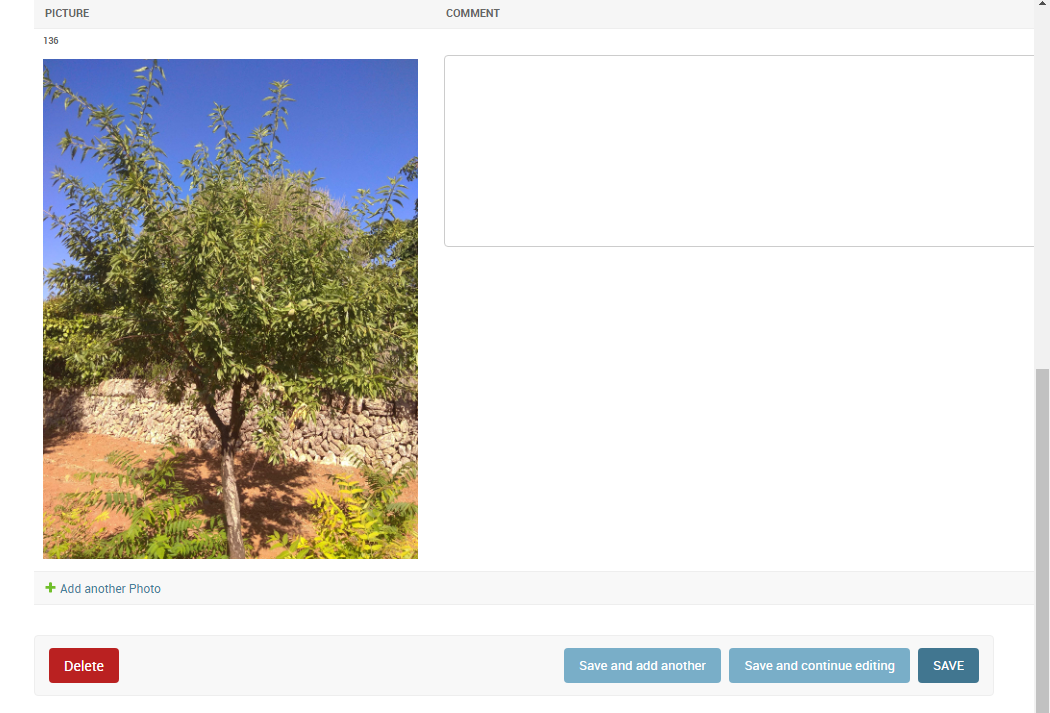 PICTURE COMMENT
136
Add another Photo
Delete Save and add another Save and continue editing SAVE